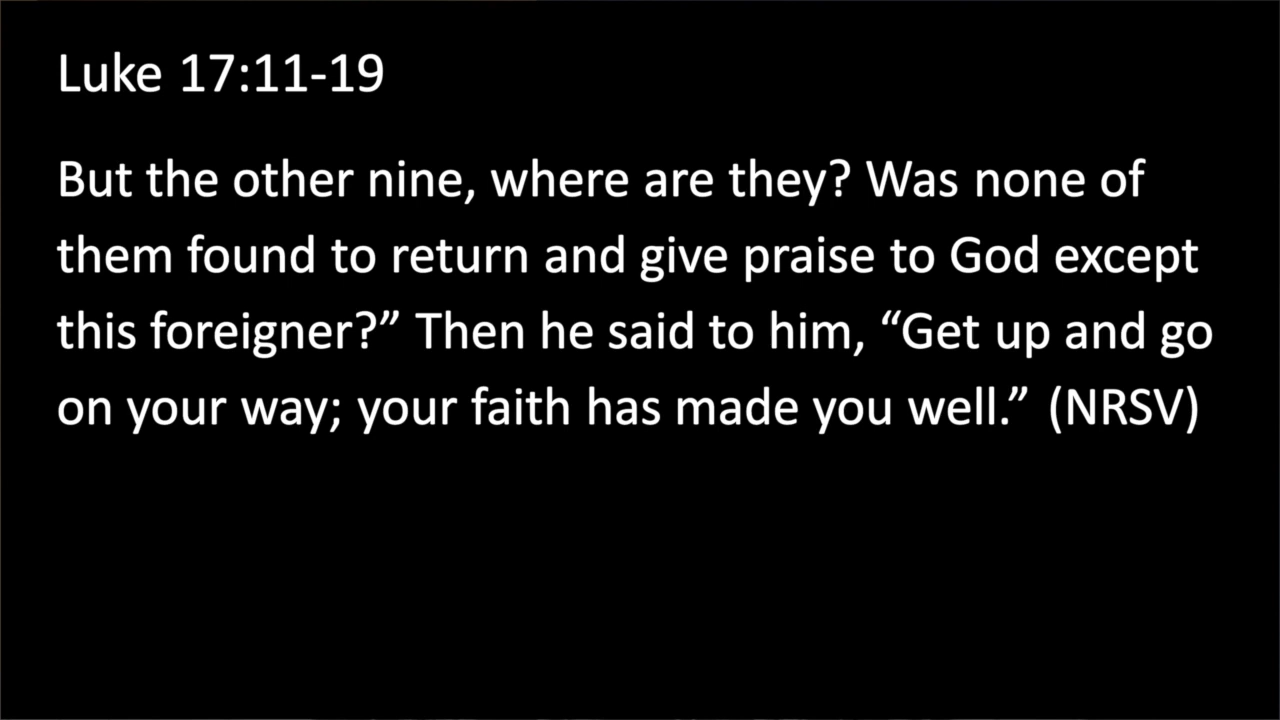 Luke 17:11-19
But the other nine, where are they? Was none of
them found to return and give praise to God except
this foreigner?” Then he said to him, “Get up and go
on your way; your faith has made you well.” (NRSV)